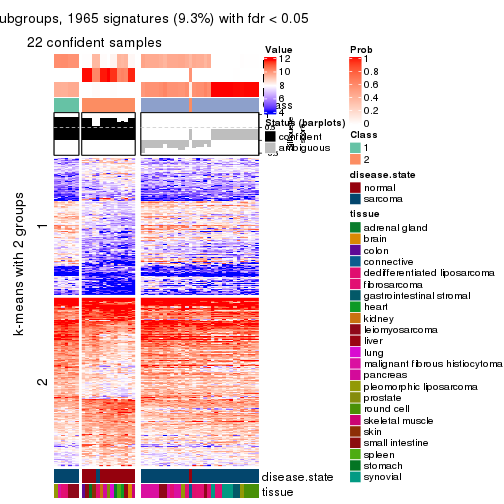 ubgroups, 1965 signatures (9.3%) with fdr < 0.05
22 confident samples
k-means with 2 groups
1
2
Class
Value
12
10
8
6
4
Status (barplots)
confident
ambiguous
Prob
1
0.8
0.6
0.4
0.2
0
Class
1
2
disease.state
normal
sarcoma
tissue
adrenal gland
brain
colon
connective
dedifferentiated liposarcoma
fibrosarcoma
gastrointestinal stromal
heart
kidney
leiomyosarcoma
liver
lung
malignant fibrous histiocytoma
pancreas
pleomorphic liposarcoma
prostate
round cell
skeletal muscle
skin
small intestine
spleen
stomach
synovial
disease.state
tissue